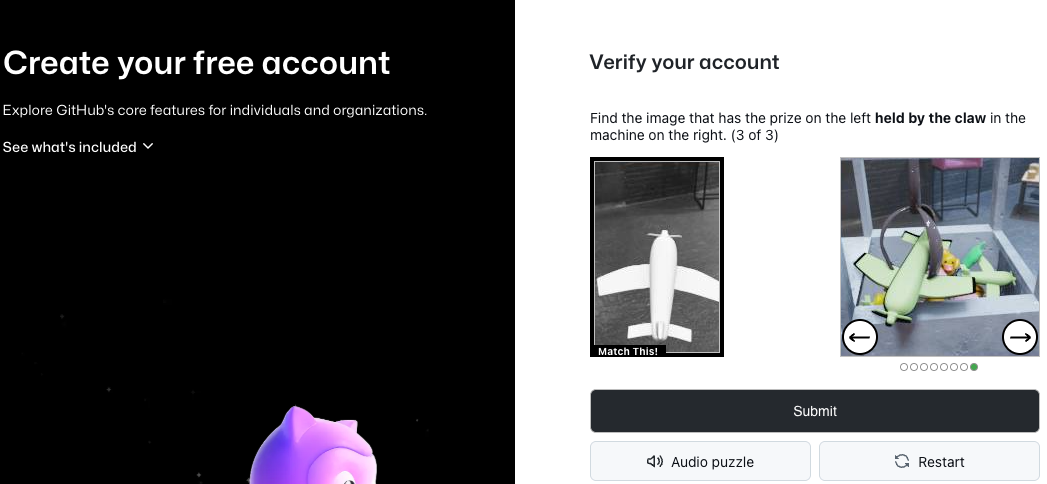 Create your free account
Explore GitHub's core features for individuals and organizations.
See what's included
Verify your account
Find the image that has the prize on the left held by the claw in the
machine on the right. (3 of 3)
Match This!
Submit
Audio puzzle
Restart